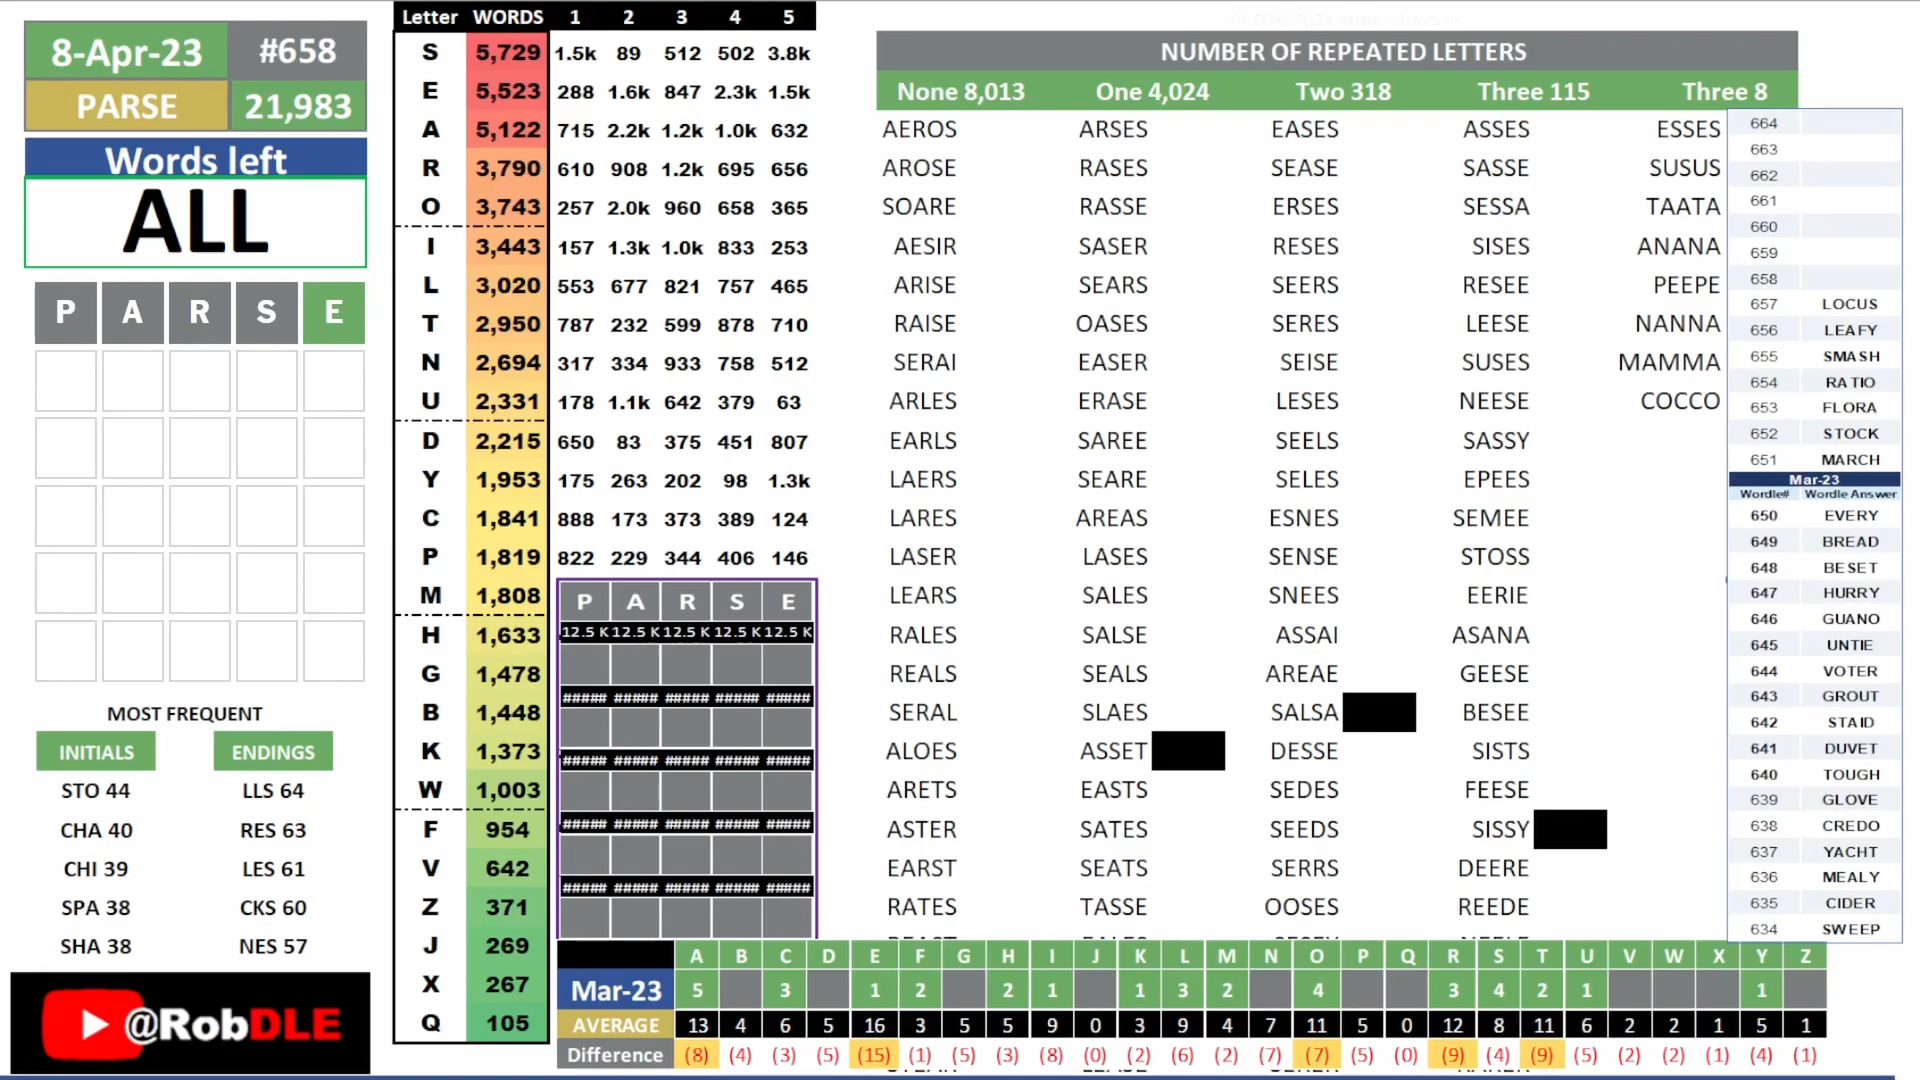 8-Apr-23 #658
PARSE 21,983
Words left
ALL
P A R S E
MOST FREQUENT
INITIALS ENDINGS
STO 44 LLS 64
CHA 40 RES 63
CHI 39 LES 61
SPA 38 CKS 60
SHA 38 NES 57
@RobDLE
Letter WORDS 1 2 3 4 5
S 5,729 1.5k 89 512 502 3.8k
E 5,523 288 1.6k 847 2.3k 1.5k
A 5,122 715 2.2k 1.2k 1.0k 632
R 3,790 610 908 1.2k 695 656
O 3,743 257 2.0k 960 658 365
I 3,443 157 1.3k 1.0k 833 253
L 3,020 553 677 821 757 465
T 2,950 787 232 599 878 710
N 2,694 317 334 933 758 512
U 2,331 178 1.1k 642 379 63
D 2,215 650 83 375 451 807
Y 1,953 175 263 202 98 1.3k
C 1,841 888 173 373 389 124
P 1,819 822 229 344 406 146
M 1,808
H 1,633
G 1,478
B 1,448
K 1,373
W 1,003
F 954
V 642
Z 371
J 269
X 267
Q 105
P A R S E
12.5 K 12.5 K 12.5 K 12.5 K 12.5 K
##### ##### ##### ##### #####
##### ##### ##### ##### #####
##### ##### ##### ##### #####
##### ##### ##### ##### #####
NUMBER OF REPEATED LETTERS
None 8,013 One 4,024 Two 318 Three 115 Three 8
AEROS ARSES EASES ASSES ESSES
AROSE RASES SEASE SASSE SUSUS
SOARE RASSE ERSES SESSA TAATA
AESIR SASER RESES SISES ANANA
ARISE SEARS SEERS RESEE PEEPE
RAISE OASES SERES LEESE NANNA
SERAI EASER SEISE SUSES MAMMA
ARLES ERASE LESES NEESE COCCO
EARLS SAREE SEELS SASSY
LAERS SEARE SELES EPEES
LARES AREAS ESNES SEMEE
LASER LASES SENSE STOSS
LEARS SALES SNEES EERIE
RALES SALSE ASSAI ASANA
REALS SEALS AREAE GEESE
SERAL SLAES SALSA BESEE
ALOES ASSET DESSE SISTS
ARETS EASTS SEDES FEESE
ASTER SATES SEEDS SISSY
EARST SEATS SERRS DEERE
RATES TASSE OOSES REEDE
664
663
662
661
660
659
658
657 LOCUS
656 LEAFY
655 SMASH
654 RATIO
653 FLORA
652 STOCK
651 MARCH
Mar-23
Wordle# Wordle Answer
650 EVERY
649 BREAD
648 BESET
647 HURRY
646 GUANO
645 UNTIE
644 VOTER
643 GROUT
642 STAID
641 DUVET
640 TOUGH
639 GLOVE
638 CREDO
637 YACHT
636 MEALY
635 CIDER
634 SWEEP
A B C D E F G H I J K L M N O P Q R S T U V W X Y Z
Mar-23 5 3 1 2 2 1 1 3 2 4 3 4 2 1 1
AVERAGE 13 4 6 5 16 3 5 5 9 0 3 9 4 7 11 5 0 12 8 11 6 2 2 1 5 1
Difference (8) (4) (3) (5) (15) (1) (5) (3) (8) (0) (2) (6) (2) (7) (7) (5) (0) (9) (4) (9) (5) (2) (2) (1) (4) (1)